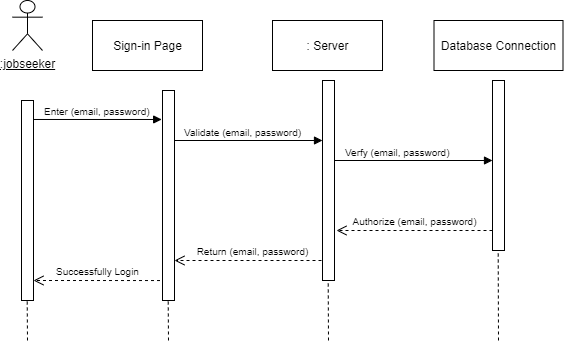 Sign-in Page
: Server
Database Connection
:jobseeker
Enter (email, password)
Validate (email, password)
Verfy (email, password)
Authorize (email, password)
Return (email, password)
Successfully Login